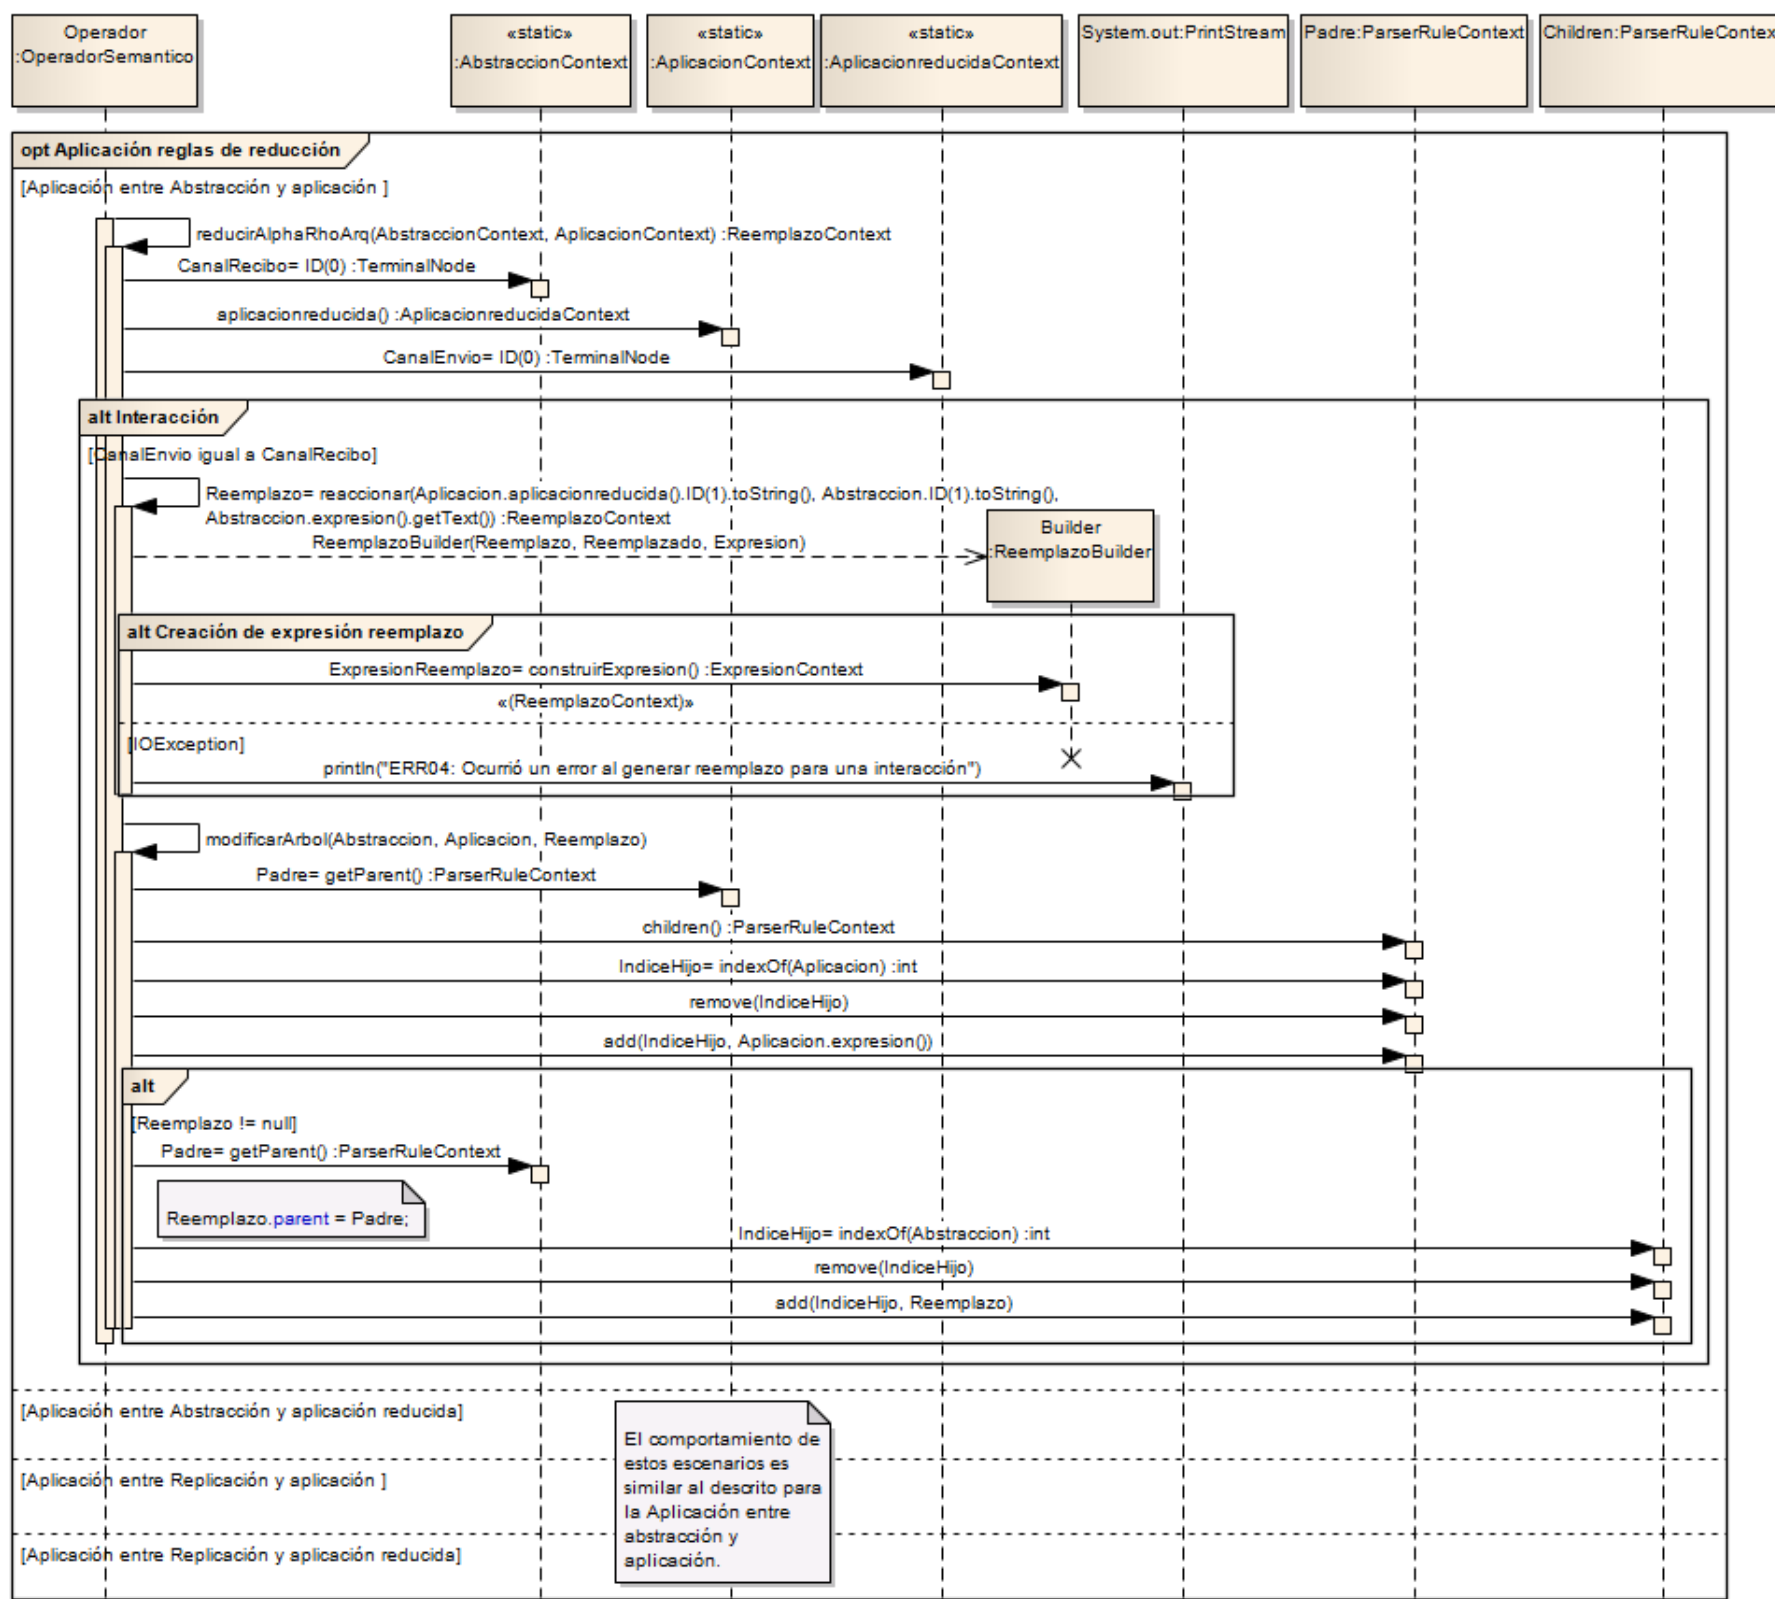 Operador
:OperadorSemantico
«static»
:AbstraccionContext
«static»
:AplicacionContext
«static»
:AplicacionreducidaContext
System.out:PrintStream
Padre:ParserRuleContext
Children:ParserRuleContex
opt Aplicación reglas de reducción
[Aplicación entre Abstracción y aplicación ]
reducirAlphaRhoArq(AbstraccionContext, AplicacionContext) :ReemplazoContext
CanalRecibo= ID(0) :TerminalNode
aplicacionreducida() :AplicacionreducidaContext
CanalEnvio= ID(0) :TerminalNode
alt Interacción
[CanalEnvio igual a CanalRecibo]
Reemplazo= reaccionar(Aplicacion.aplicacionreducida().ID(1).toString(), Abstraccion.ID(1).toString(),
Abstraccion.expresion().getText()) :ReemplazoContext
ReemplazoBuilder(Reemplazo, Reemplazado, Expresion)
Builder
:ReemplazoBuilder
alt Creación de expresión reemplazo
ExpresionReemplazo= construirExpresion() :ExpresionContext
«(ReemplazoContext)»
[IOException]
println("ERR04: Ocurrió un error al generar reemplazo para una interacción")
modificarArbol(Abstraccion, Aplicacion, Reemplazo)
Padre= getParent() :ParserRuleContext
children() :ParserRuleContext
IndiceHijo= indexOf(Aplicacion) :int
remove(IndiceHijo)
add(IndiceHijo, Aplicacion.expresion())
alt
[Reemplazo != null]
Padre= getParent() :ParserRuleContext
Reemplazo.parent = Padre;
IndiceHijo= indexOf(Abstraccion) :int
remove(IndiceHijo)
add(IndiceHijo, Reemplazo)
[Aplicación entre Abstracción y aplicación reducida]
[Aplicación entre Replicación y aplicación ]
[Aplicación entre Replicación y aplicación reducida]
El comportamiento de
estos escenarios es
similar al descrito para
la Aplicación entre
abstracción y
aplicación.